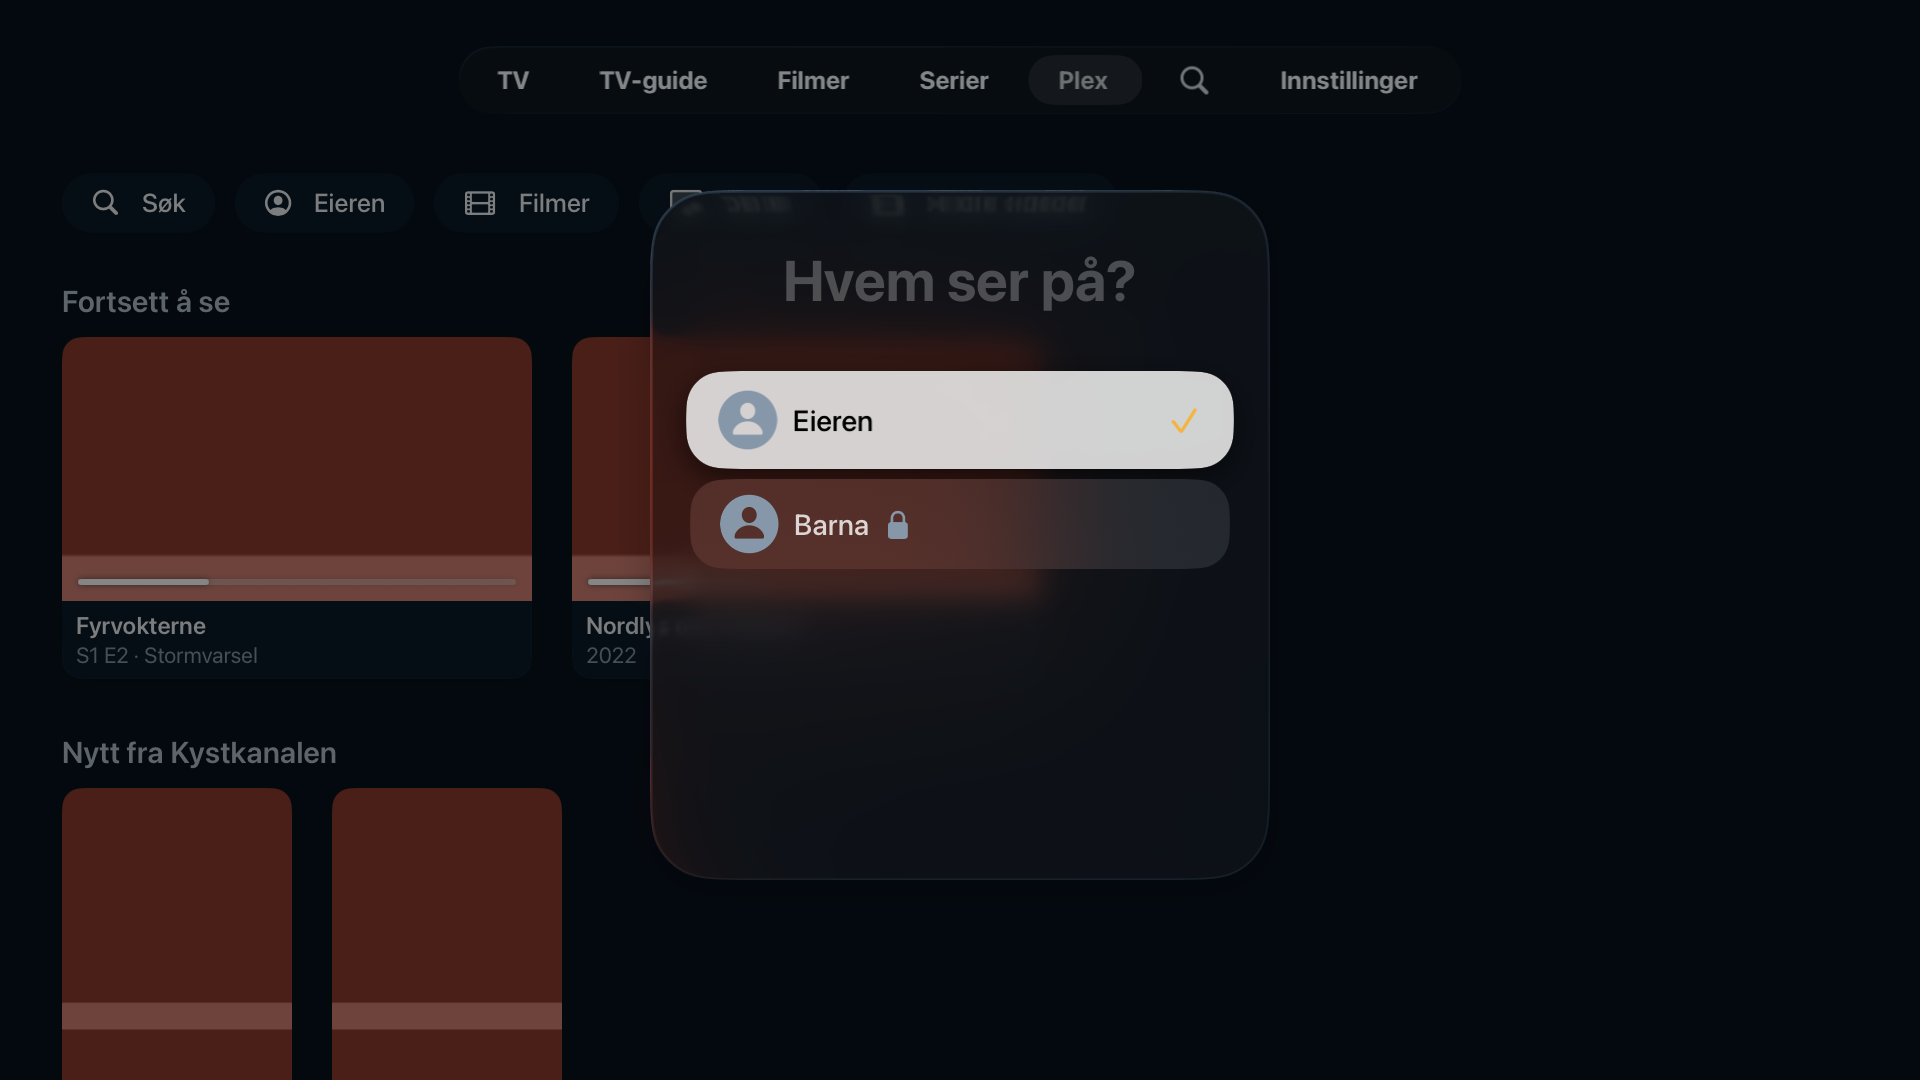 TV
TV-guide
Filmer
Serier
Plex
Innstillinger
Søk
Eieren
Filmer
Hvem ser på?
Fortsett å se
Eieren
Barna
Fyrvokterne
S1 E2 · Stormvarsel
2022
Nytt fra Kystkanalen